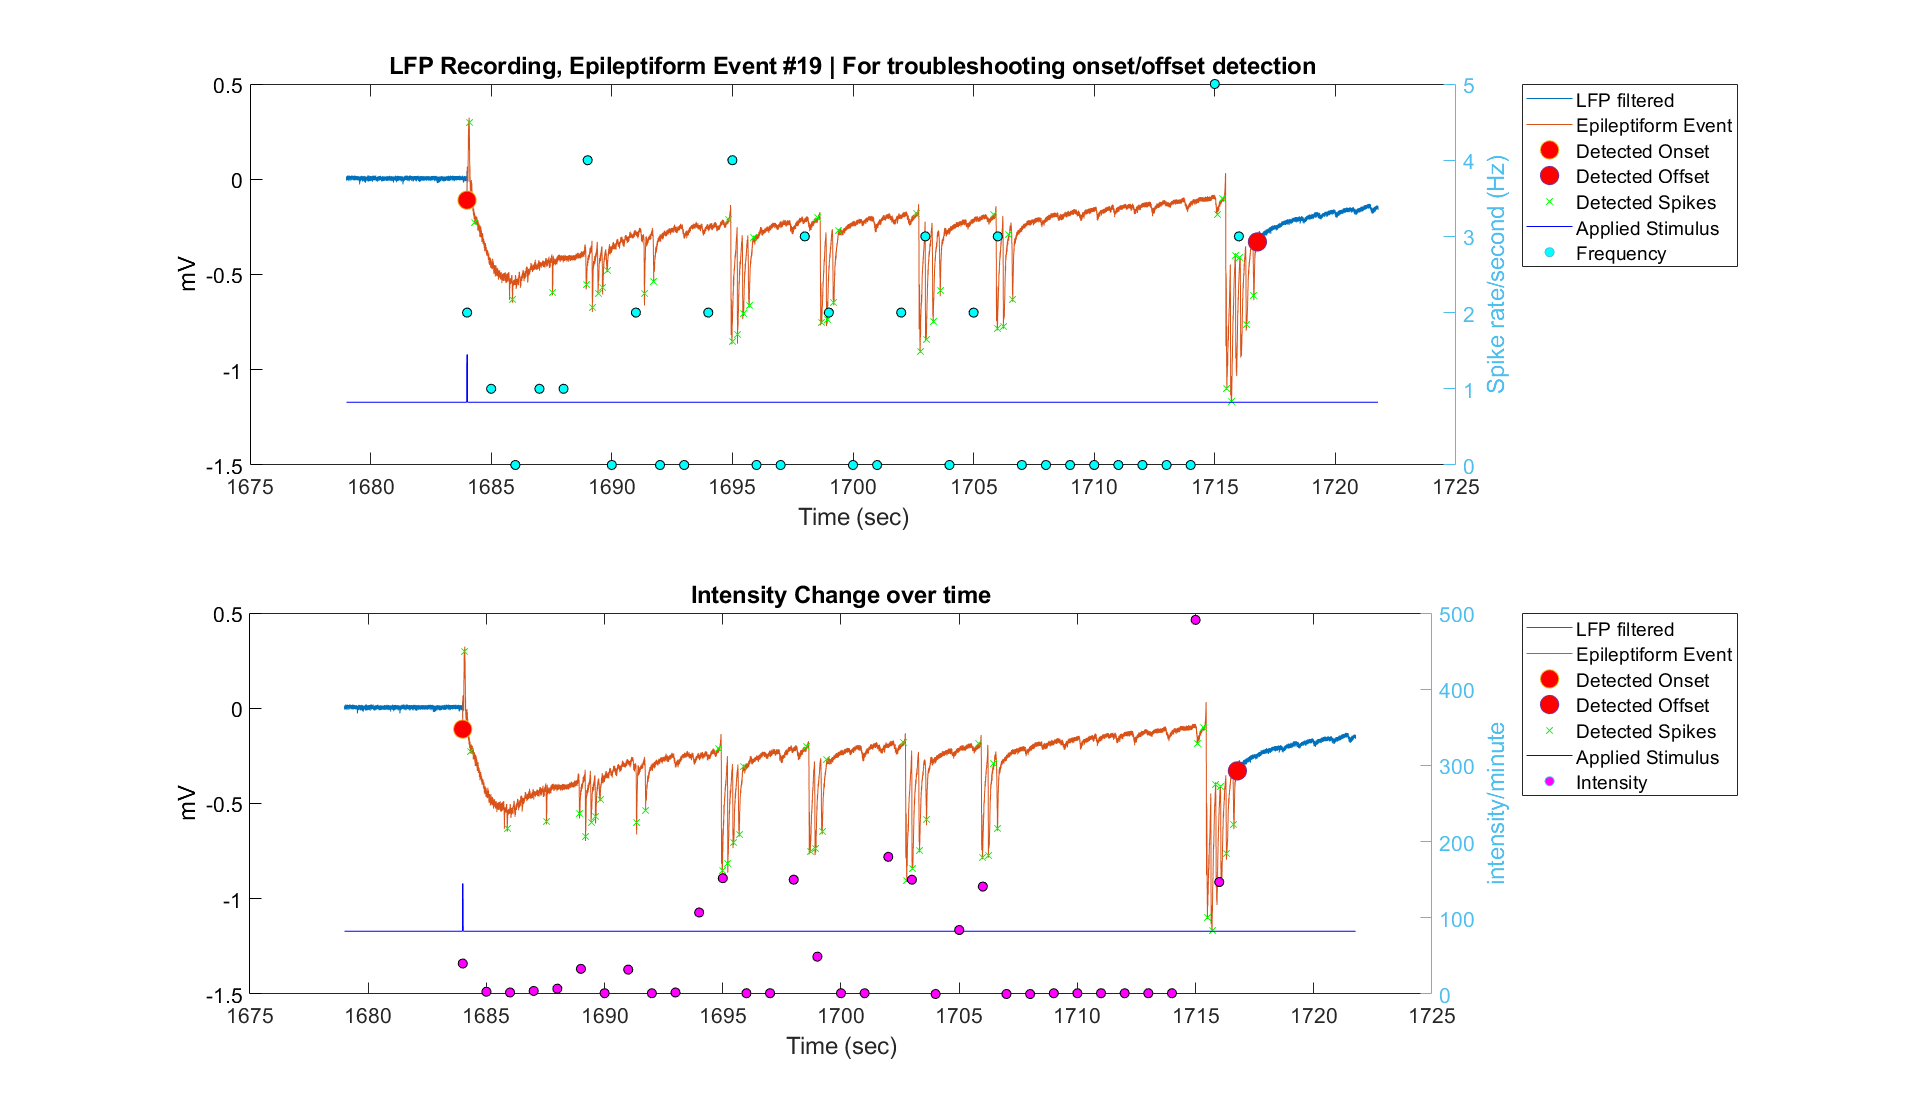 LFP Recording, Epileptiform Event #19 | For troubleshooting onset/offset detection
0.5
0
-0.5
-1
-1.5
mV
5
4
3
2
1
0
Spike rate/second (Hz)
1675 1680 1685 1690 1695 1700 1705 1710 1715 1720 1725
Time (sec)
LFP filtered
Epileptiform Event
Detected Onset
Detected Offset
Detected Spikes
Applied Stimulus
Frequency
Intensity Change over time
0.5
0
-0.5
-1
-1.5
mV
500
400
300
200
100
0
intensity/minute
1675 1680 1685 1690 1695 1700 1705 1710 1715 1720 1725
Time (sec)
LFP filtered
Epileptiform Event
Detected Onset
Detected Offset
Detected Spikes
Applied Stimulus
Intensity